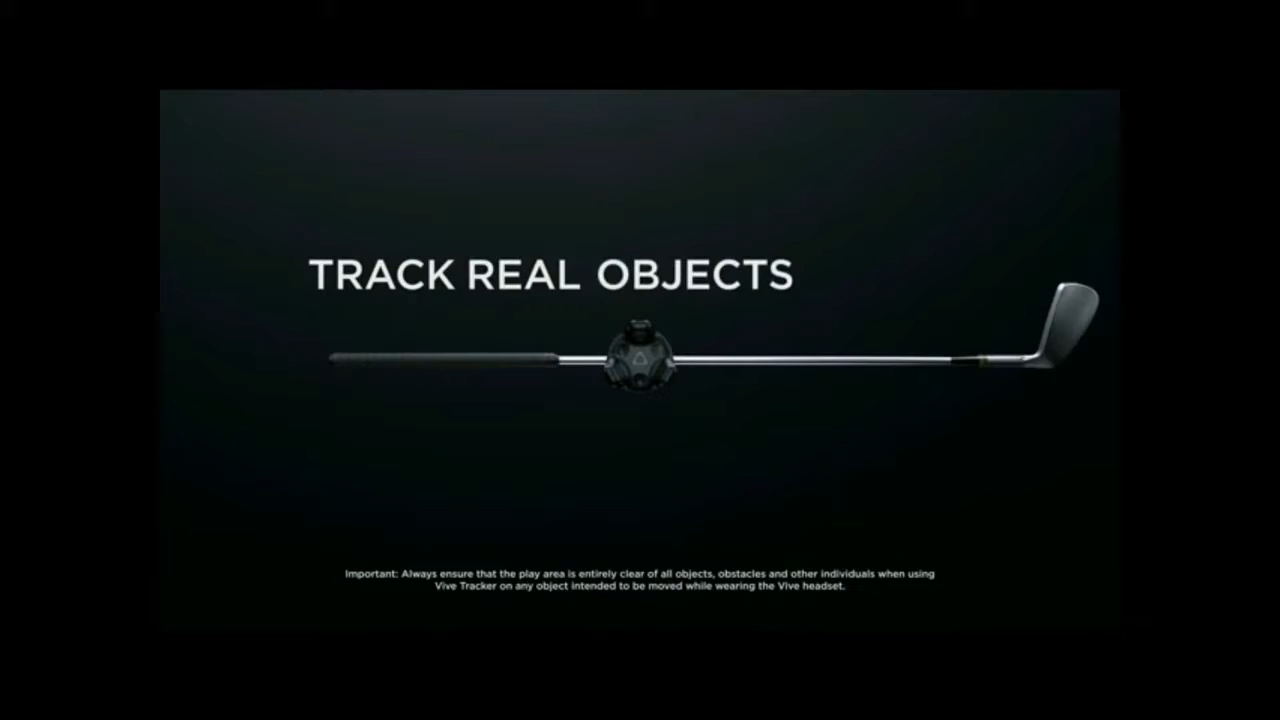 TRACK REAL OBJECTS
Important: Always ensure that the play area is entirely clear of all objects, obstacles and other individuals when using
Vive Tracker on any object intended to be moved while wearing the Vive headset.